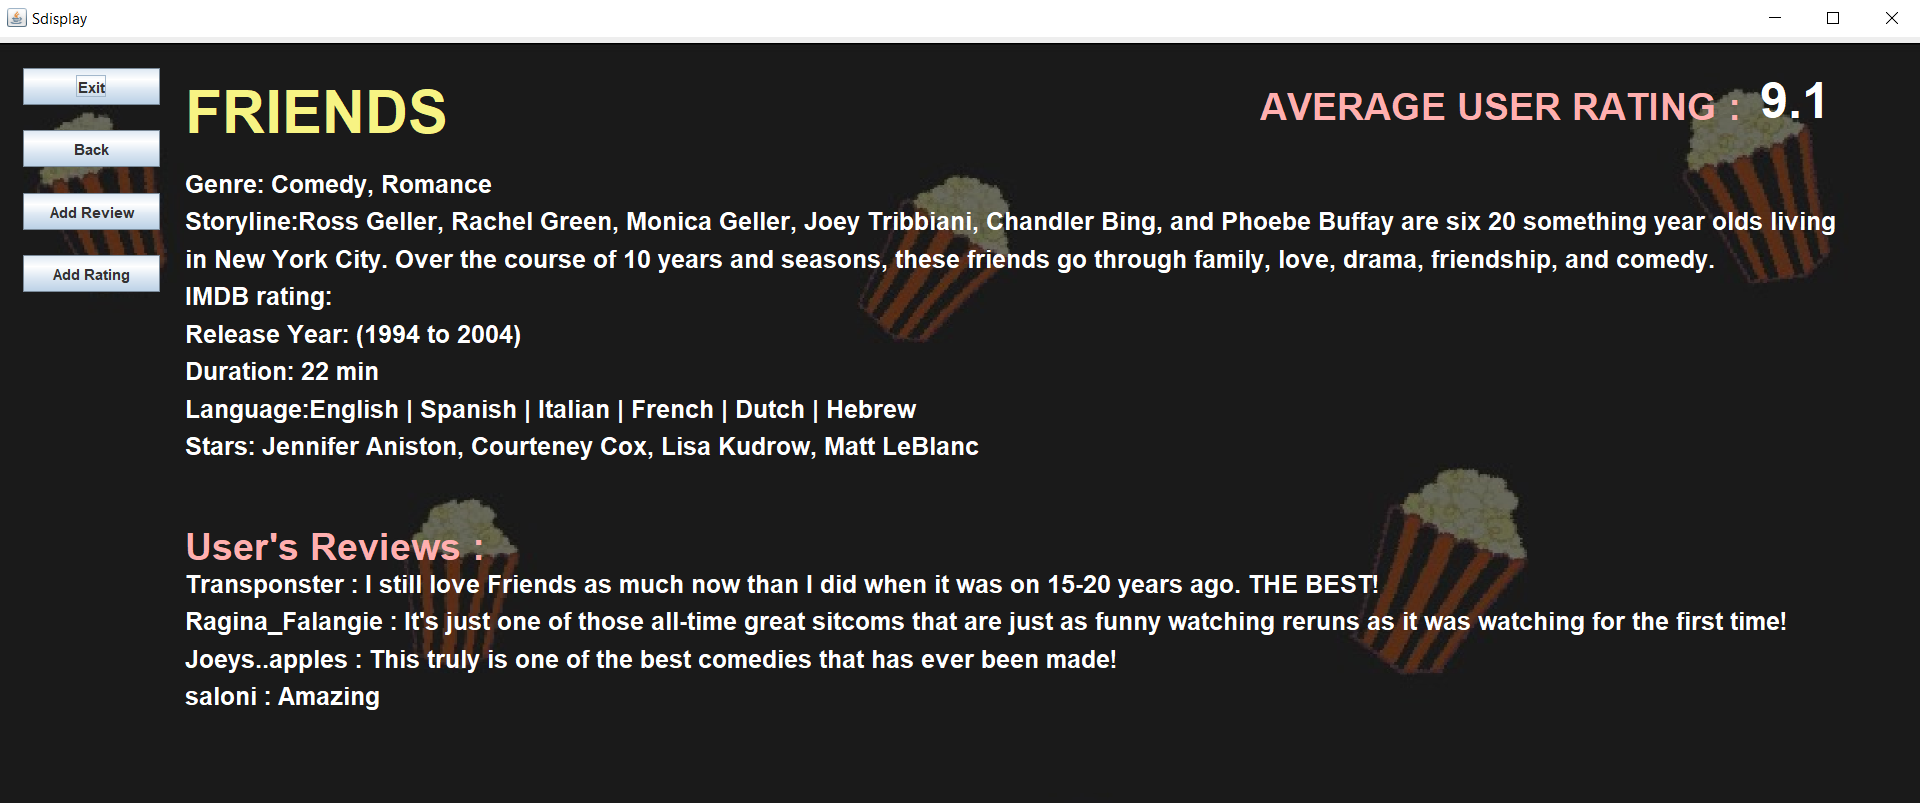 Sdisplay
Exit
Back
Add Review
Add Rating
FRIENDS
AVERAGE USER RATING : 9.1
Genre: Comedy, Romance
Storyline:Ross Geller, Rachel Green, Monica Geller, Joey Tribbiani, Chandler Bing, and Phoebe Buffay are six 20 something year olds living
in New York City. Over the course of 10 years and seasons, these friends go through family, love, drama, friendship, and comedy.
IMDB rating:
Release Year: (1994 to 2004)
Duration: 22 min
Language:English | Spanish | Italian | French | Dutch | Hebrew
Stars: Jennifer Aniston, Courteney Cox, Lisa Kudrow, Matt LeBlanc
User's Reviews :
Transponster : I still love Friends as much now than I did when it was on 15-20 years ago. THE BEST!
Ragina_Falangie : It's just one of those all-time great sitcoms that are just as funny watching reruns as it was watching for the first time!
Joeys..apples : This truly is one of the best comedies that has ever been made!
saloni : Amazing